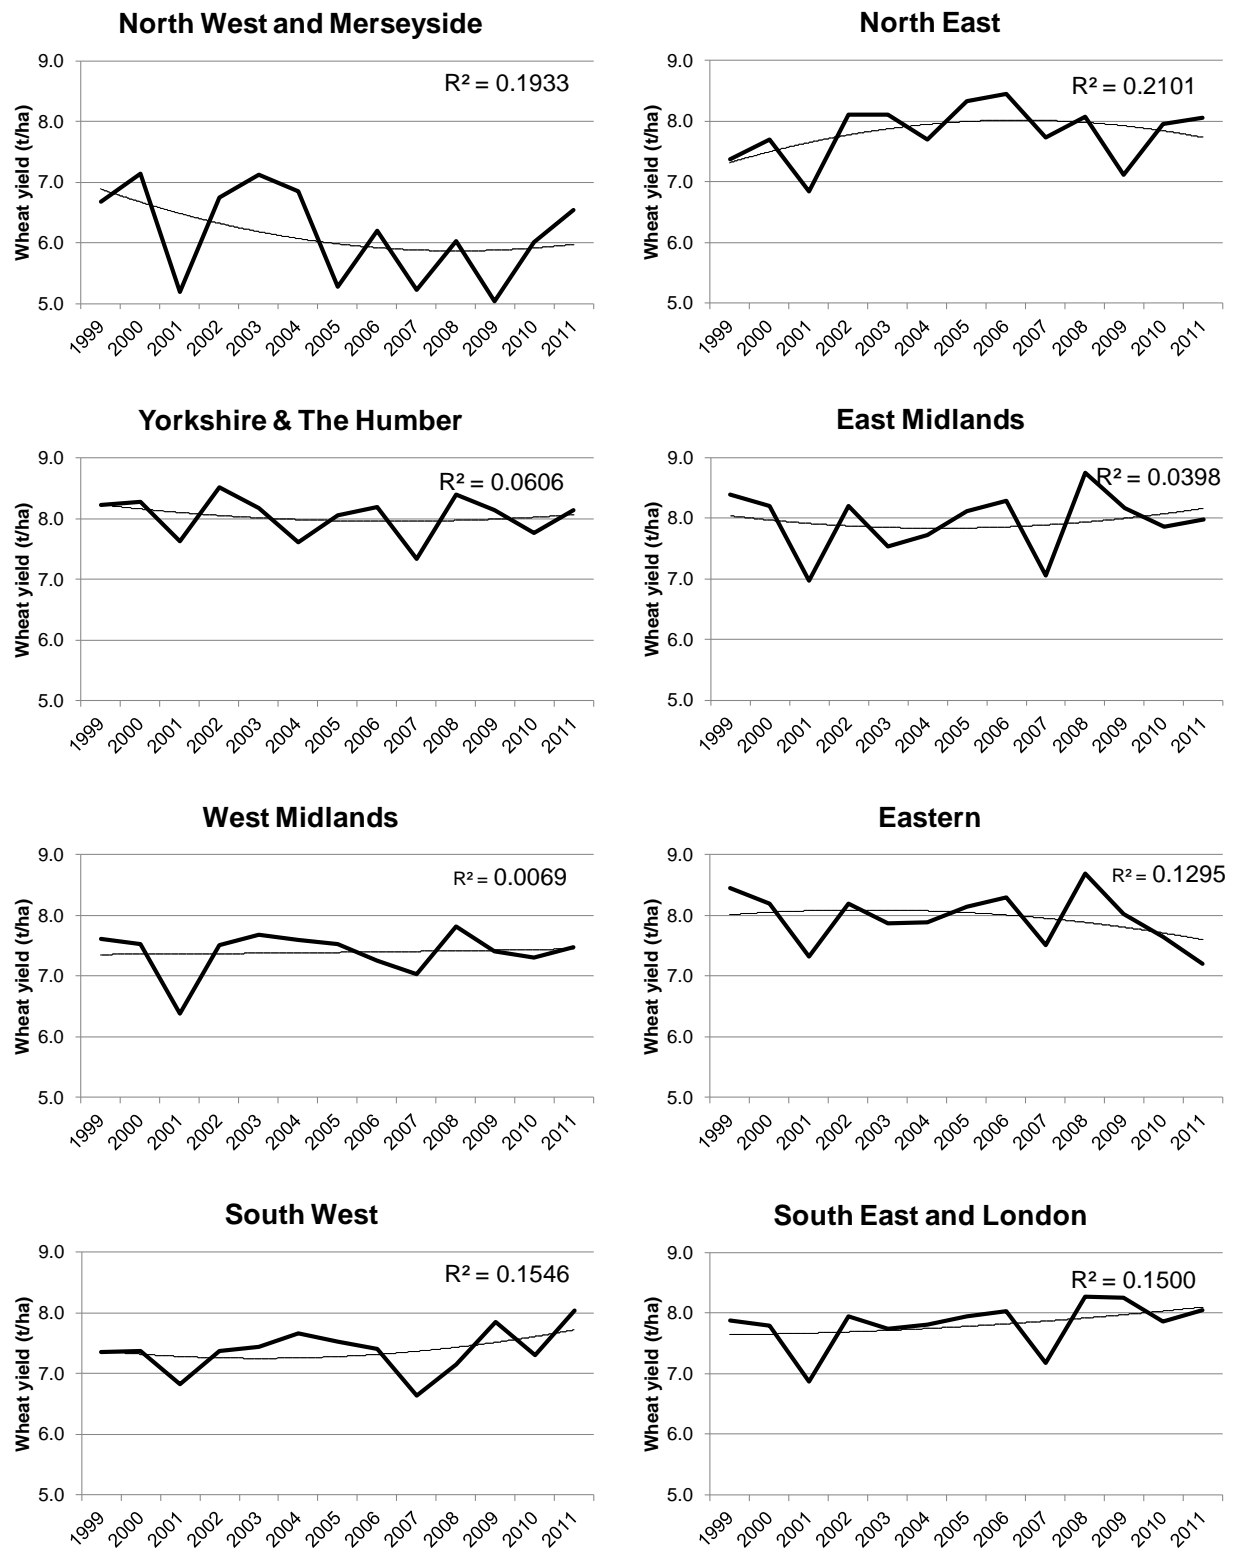 North West and Merseyside
R² = 0.1933
Wheat yield (t/ha)
9.0
8.0
7.0
6.0
5.0
1999 2000 2001 2002 2003 2004 2005 2006 2007 2008 2009 2010 2011
North East
R² = 0.2101
Wheat yield (t/ha)
9.0
8.0
7.0
6.0
5.0
1999 2000 2001 2002 2003 2004 2005 2006 2007 2008 2009 2010 2011
Yorkshire & The Humber
R² = 0.0606
Wheat yield (t/ha)
9.0
8.0
7.0
6.0
5.0
1999 2000 2001 2002 2003 2004 2005 2006 2007 2008 2009 2010 2011
East Midlands
R² = 0.0398
Wheat yield (t/ha)
9.0
8.0
7.0
6.0
5.0
1999 2000 2001 2002 2003 2004 2005 2006 2007 2008 2009 2010 2011
West Midlands
R² = 0.0069
Wheat yield (t/ha)
9.0
8.0
7.0
6.0
5.0
1999 2000 2001 2002 2003 2004 2005 2006 2007 2008 2009 2010 2011
Eastern
R² = 0.1295
Wheat yield (t/ha)
9.0
8.0
7.0
6.0
5.0
1999 2000 2001 2002 2003 2004 2005 2006 2007 2008 2009 2010 2011
South West
R² = 0.1546
Wheat yield (t/ha)
9.0
8.0
7.0
6.0
5.0
1999 2000 2001 2002 2003 2004 2005 2006 2007 2008 2009 2010 2011
South East and London
R² = 0.1500
Wheat yield (t/ha)
9.0
8.0
7.0
6.0
5.0
1999 2000 2001 2002 2003 2004 2005 2006 2007 2008 2009 2010 2011